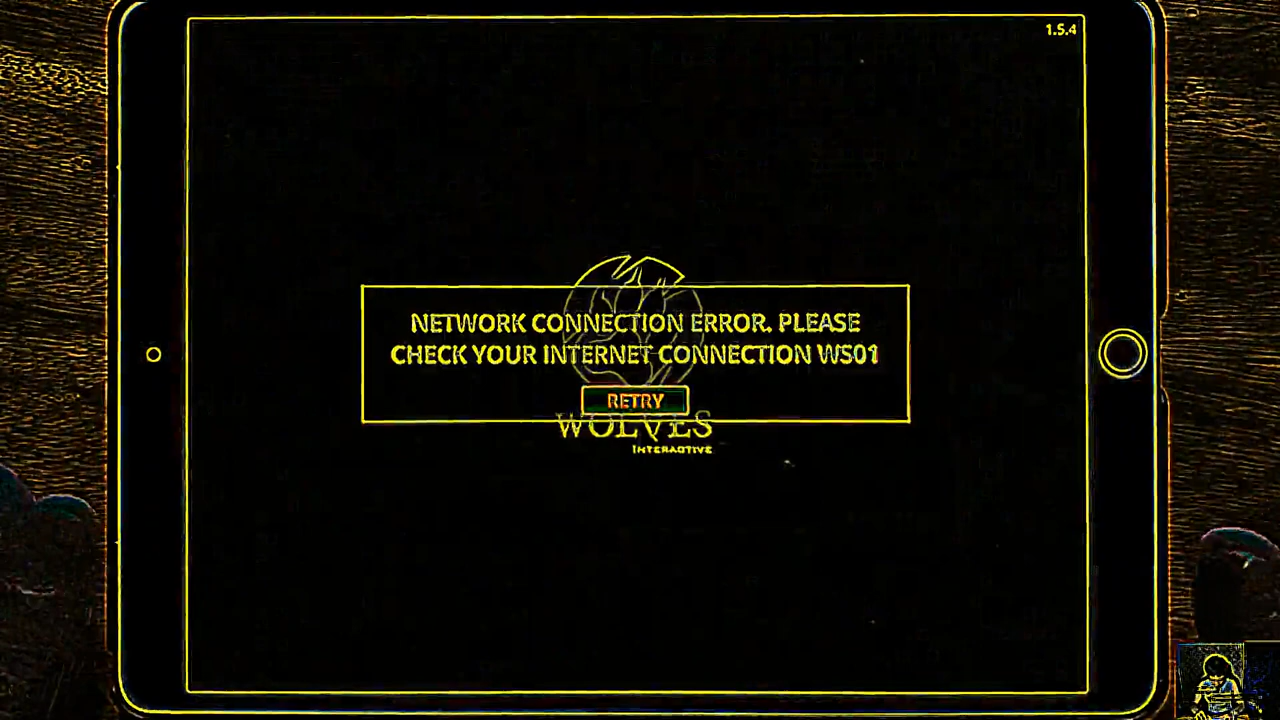 1.5.4
NETWORK CONNECTION ERROR. PLEASE
CHECK YOUR INTERNET CONNECTION WS01
RETRY
WOLVES
INTERACTIVE